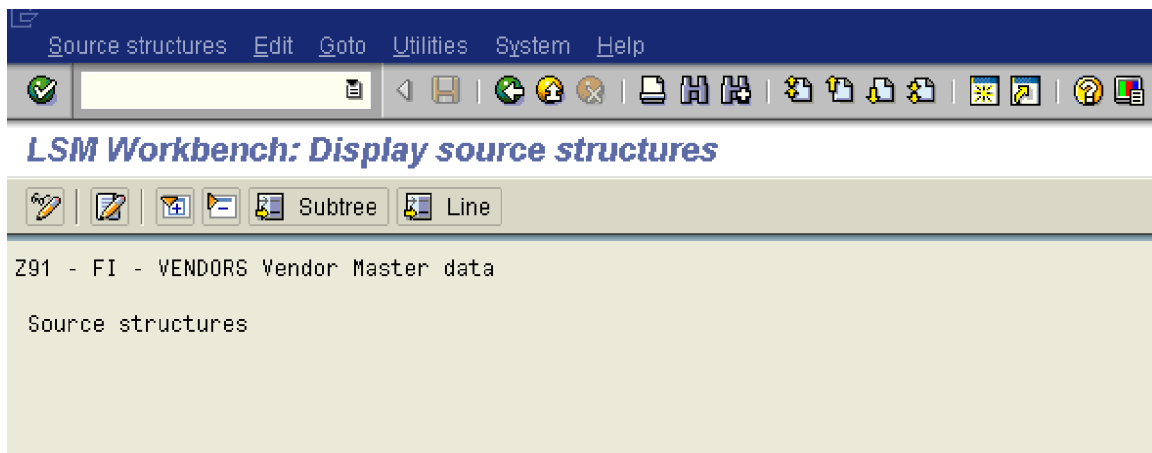 Source structures Edit Goto Utilities System Help
LSM Workbench: Display source structures
Subtree Line
Z91 - FI - VENDORS Vendor Master data
Source structures